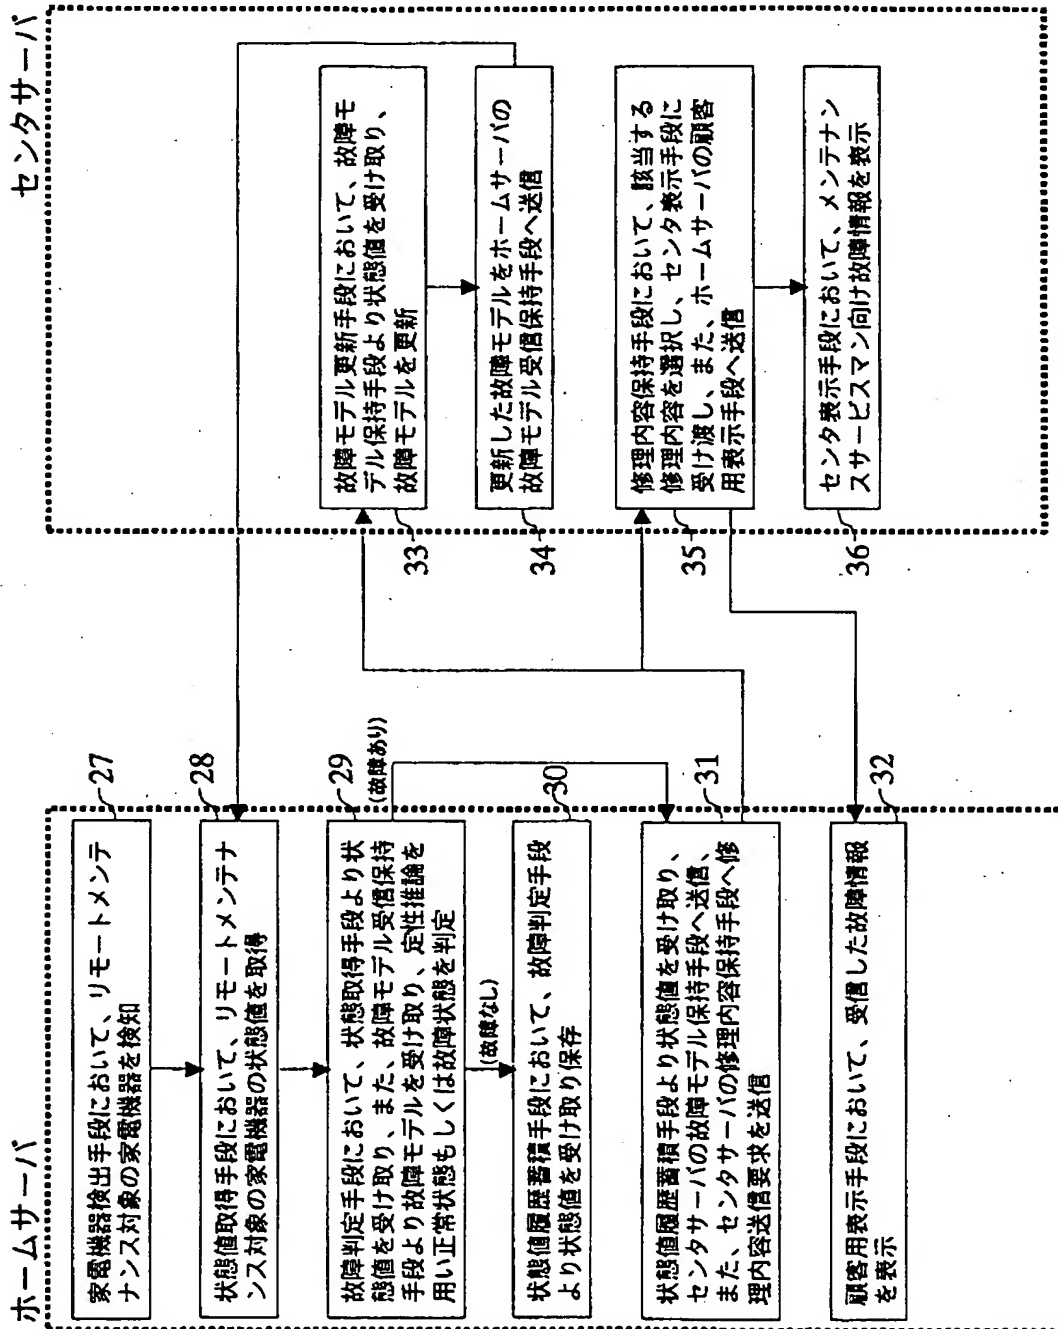 ホームサーバ
家電機器検出手段において、リモートメンテ
ナンス対象の家電機器を検知
27
状態値取得手段において、リモートメンテナ
ンス対象の家電機器の状態値を取得
28
故障判定手段において、状態取得手段より状
態値を受け取り、また、故障モデル受信保持
手段より故障モデルを受け取り、定性推論を
用い正常状態もしくは故障状態を判定
29
(故障あり)
(故障なし)
状態値履歴蓄積手段において、故障判定手段
より状態値を受け取り保存
30
状態値履歴蓄積手段より状態値を受け取り、
センタサーバの故障モデル保持手段へ送信、
また、センタサーバの修理内容保持手段へ修
理内容送信要求を送信
31
顧客用表示手段において、受信した故障情報
を表示
32
センタサーバ
故障モデル更新手段において、故障モ
デル保持手段より状態値を受け取り、
故障モデルを更新
33
更新した故障モデルをホームサーバの
故障モデル受信保持手段へ送信
34
修理内容保持手段において、該当する
修理内容を選択し、センタ表示手段に
受け渡し、また、ホームサーバの顧客
用表示手段へ送信
35
センタ表示手段において、メンテナン
スサービスマン向け故障情報を表示
36